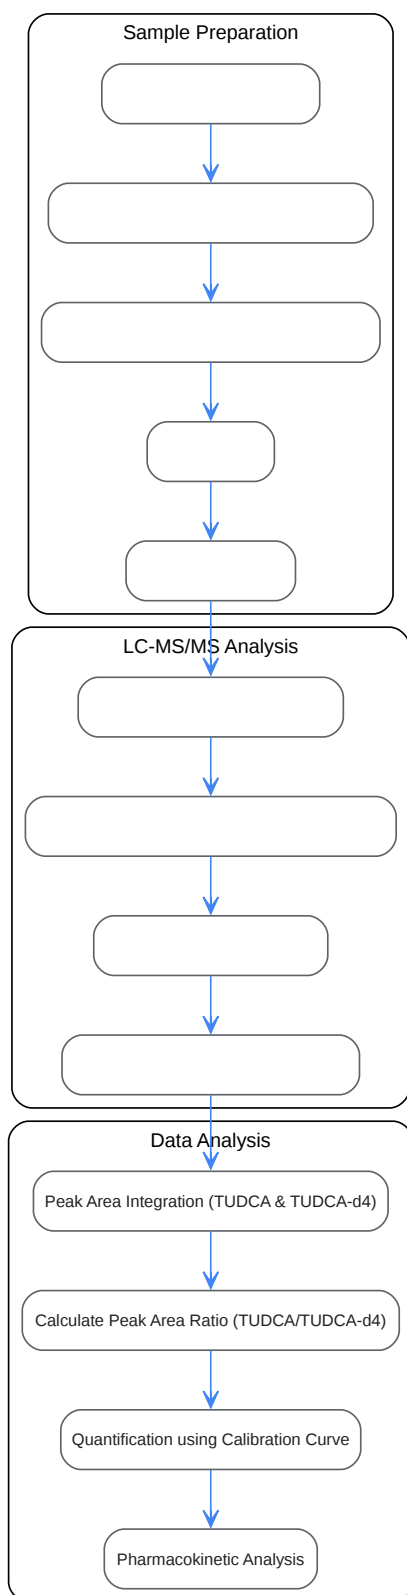 Sample Preparation
LC-MS/MS Analysis
Data Analysis
Peak Area Integration (TUDCA & TUDCA-d4)
Calculate Peak Area Ratio (TUDCA/TUDCA-d4)
Quantification using Calibration Curve
Pharmacokinetic Analysis